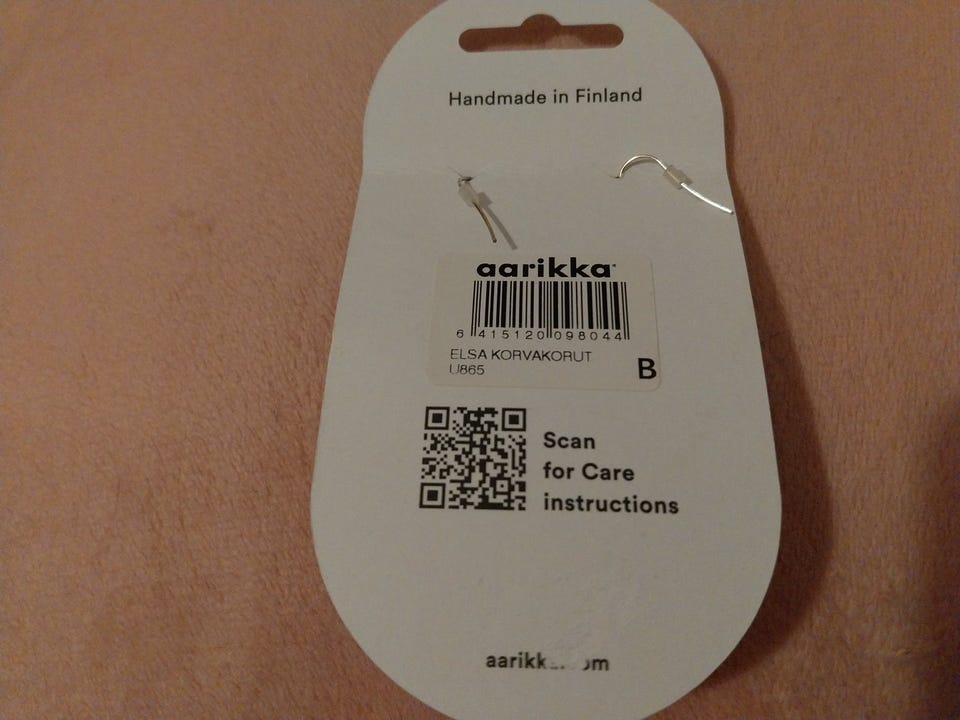 Handmade in Finland
aarikka
6 415120 098044
ELSA KORVAKORUT
U865
B
Scan
for Care
instructions